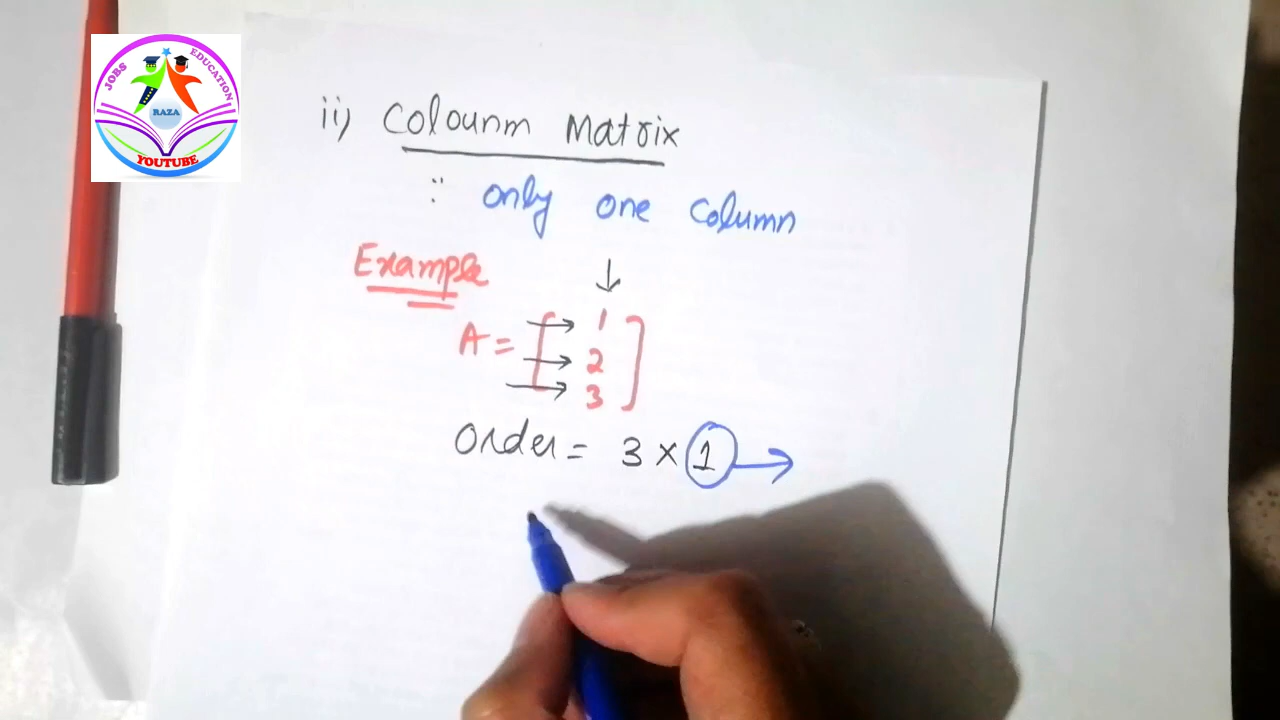 JOBS EDUCATION
RAZA
YOUTUBE
ii) Colounm Matrix
∵ only one column
Example ↓
A = [ → 1
→ 2
→ 3 ]
Order = 3 × 1 →